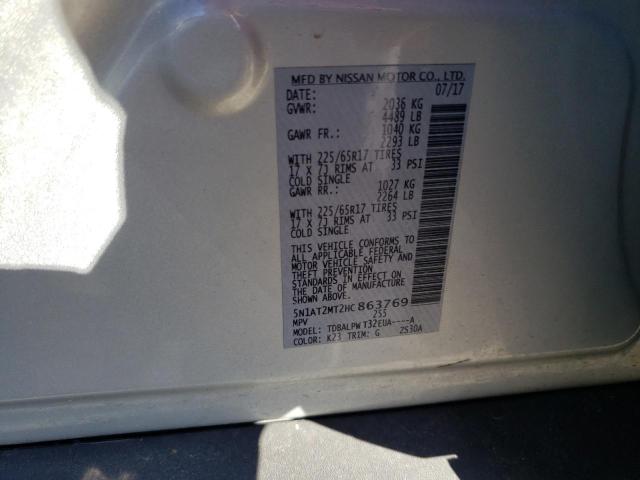 MFD BY NISSAN MOTOR CO., LTD.
DATE: 07/17
GVWR: 2036 KG
4489 LB
GAWR FR.: 1040 KG
2293 LB
WITH 225/65R17 TIRES
17 X 7J RIMS AT 33 PSI
COLD SINGLE
GAWR RR.: 1027 KG
2264 LB
WITH 225/65R17 TIRES
17 X 7J RIMS AT 33 PSI
COLD SINGLE
THIS VEHICLE CONFORMS TO
ALL APPLICABLE FEDERAL
MOTOR VEHICLE SAFETY AND
THEFT PREVENTION
STANDARDS IN EFFECT ON
THE DATE OF MANUFACTURE
SHOWN ABOVE.
5N1AT2MT2HC863769
MPV 255
MODEL: TDBALPW T32EUA----A
COLOR: K23 TRIM: G 2S30A